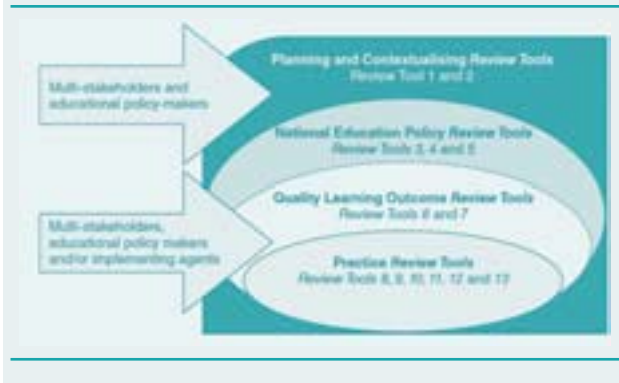 Planning and Contextualising Review Tools
Review Tool 1 and 2
Multi-stakeholders and
educational policy-makers
National Education Policy Review Tools
Review Tools 3, 4 and 5
Quality Learning Outcome Review Tools
Review Tools 6 and 7
Multi-stakeholders,
educational policy makers
and/or implementing agents
Practice Review Tools
Review Tools 8, 9, 10, 11, 12 and 13